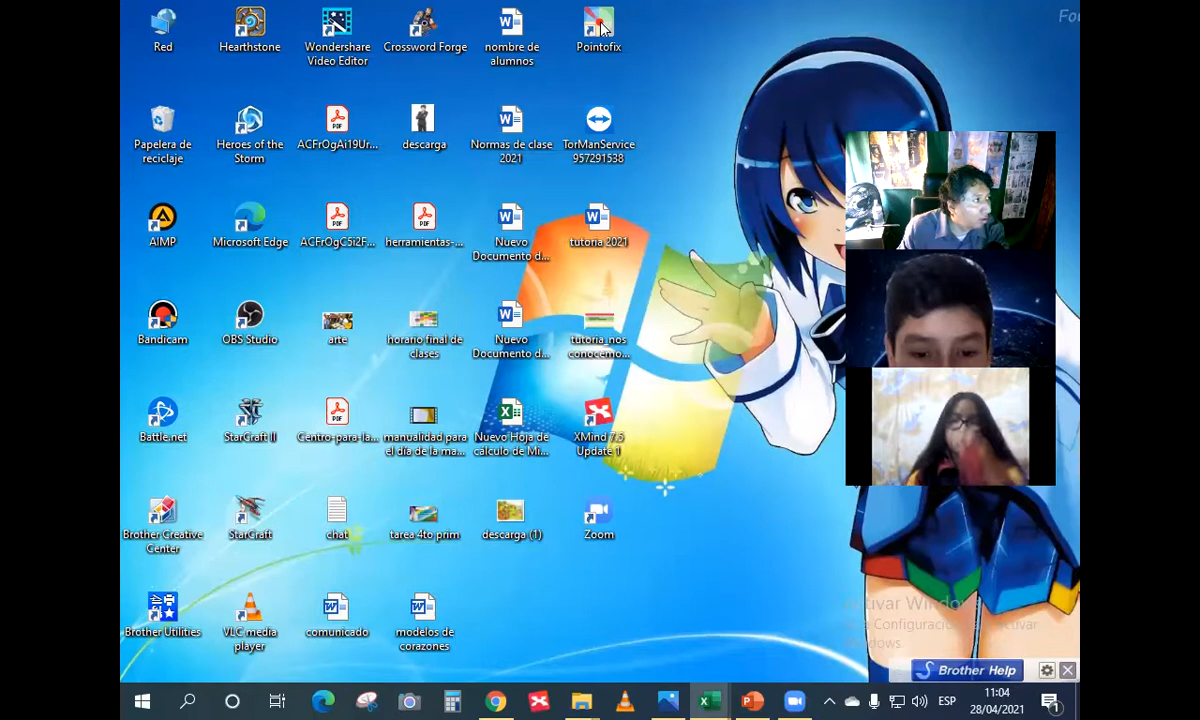 Fo
Red
Hearthstone
Wondershare
Video Editor
Crossword Forge
nombre de
alumnos
Pointofix
Papelera de
reciclaje
Heroes of the
Storm
ACFrOgAi19Ur...
descarga
Normas de clase
2021
TorManService
957291538
AIMP
Microsoft Edge
ACFrOgC5i2F...
herramientas-...
Nuevo
Documento d...
tutoria 2021
Bandicam
OBS Studio
arte
horario final de
clases
Nuevo
Documento d...
tutoria_nos
conocemo...
Battle.net
StarCraft II
Centro-para-la...
manualidad para
el día de la ma...
Nuevo Hoja de
cálculo de Mi...
XMind 7.5
Update 1
Brother Creative
Center
StarCraft
chat
tarea 4to prim
descarga (1)
Zoom
Brother Utilities
VLC media
player
comunicado
modelos de
corazones
Brother Help
ESP
11:04
28/04/2021
1